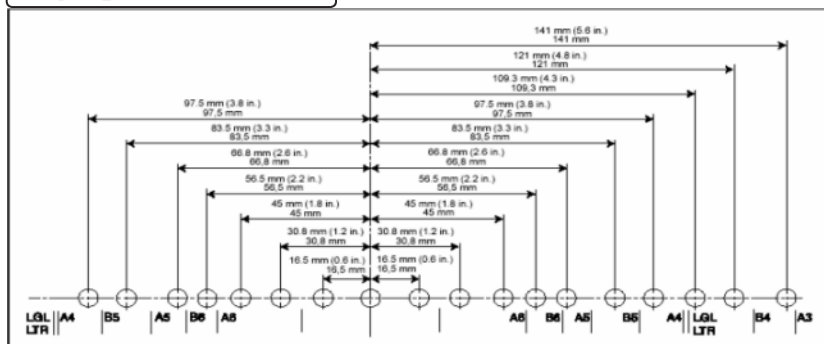 141 mm (5.6 in.)
141 mm
121 mm (4.8 in.)
121 mm
109.3 mm (4.3 in.)
109,3 mm
97.5 mm (3.8 in.) 97.5 mm (3.8 in.)
97,5 mm 97,5 mm
83.5 mm (3.3 in.) 83.5 mm (3.3 in.)
83,5 mm 83,5 mm
66.8 mm (2.6 in.) 66.8 mm (2.6 in.)
66,8 mm 66,8 mm
56.5 mm (2.2 in.) 56.5 mm (2.2 in.)
56,5 mm 56,5 mm
45 mm (1.8 in.) 45 mm (1.8 in.)
45 mm 45 mm
30.8 mm (1.2 in.) 30.8 mm (1.2 in.)
30,8 mm 30,8 mm
16.5 mm (0.6 in.) 16.5 mm (0.6 in.)
16,5 mm 16,5 mm
LGL A4 B5 A5 B6 A6 A6 B6 A5 B5 A4 LGL B4 A3
LTR LTR